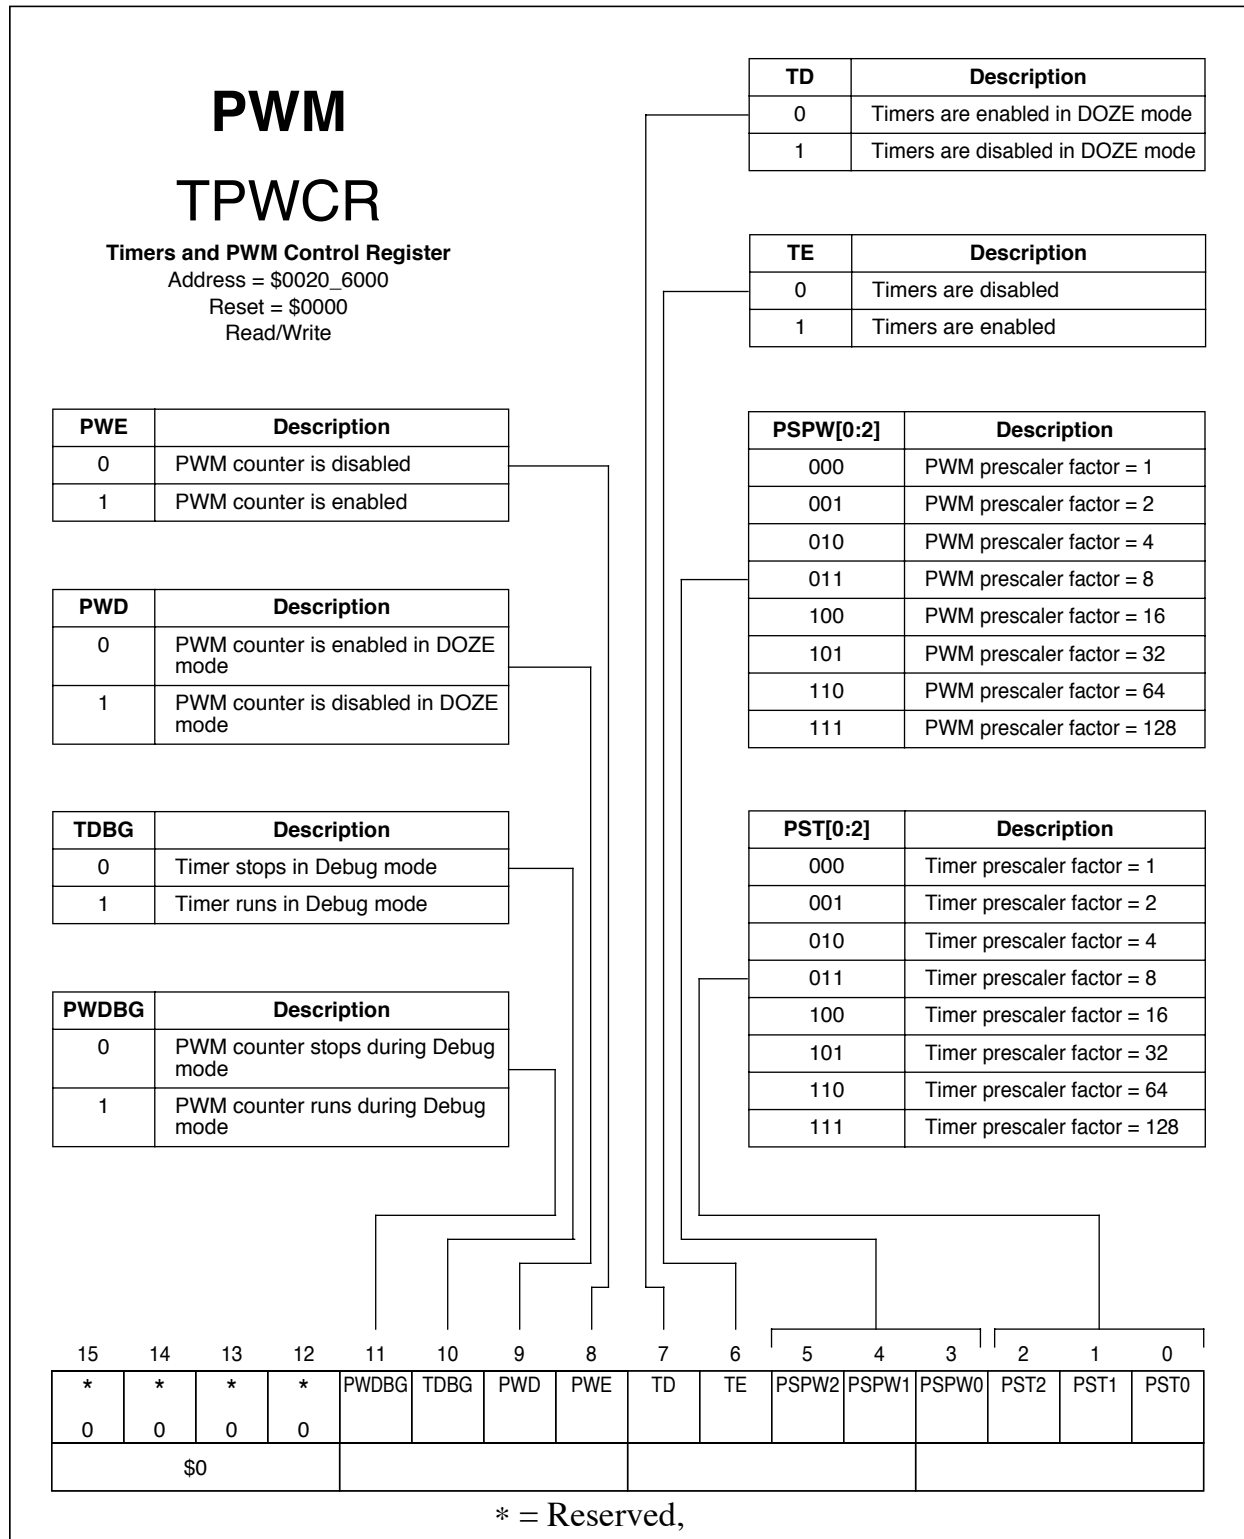 PWM
TPWCR
Timers and PWM Control Register
Address = $0020_6000
Reset = $0000
Read/Write
TD Description
0 Timers are enabled in DOZE mode
1 Timers are disabled in DOZE mode
TE Description
0 Timers are disabled
1 Timers are enabled
PWE Description
0 PWM counter is disabled
1 PWM counter is enabled
PWD Description
0 PWM counter is enabled in DOZE
mode
1 PWM counter is disabled in DOZE
mode
TDBG Description
0 Timer stops in Debug mode
1 Timer runs in Debug mode
PWDBG Description
0 PWM counter stops during Debug
mode
1 PWM counter runs during Debug
mode
PSPW[0:2] Description
000 PWM prescaler factor = 1
001 PWM prescaler factor = 2
010 PWM prescaler factor = 4
011 PWM prescaler factor = 8
100 PWM prescaler factor = 16
101 PWM prescaler factor = 32
110 PWM prescaler factor = 64
111 PWM prescaler factor = 128
PST[0:2] Description
000 Timer prescaler factor = 1
001 Timer prescaler factor = 2
010 Timer prescaler factor = 4
011 Timer prescaler factor = 8
100 Timer prescaler factor = 16
101 Timer prescaler factor = 32
110 Timer prescaler factor = 64
111 Timer prescaler factor = 128
15 14 13 12 11 10 9 8 7 6 5 4 3 2 1 0
* * * * PWDBG TDBG PWD PWE TD TE PSPW2 PSPW1 PSPW0 PST2 PST1 PST0
0 0 0 0
$0
* = Reserved,